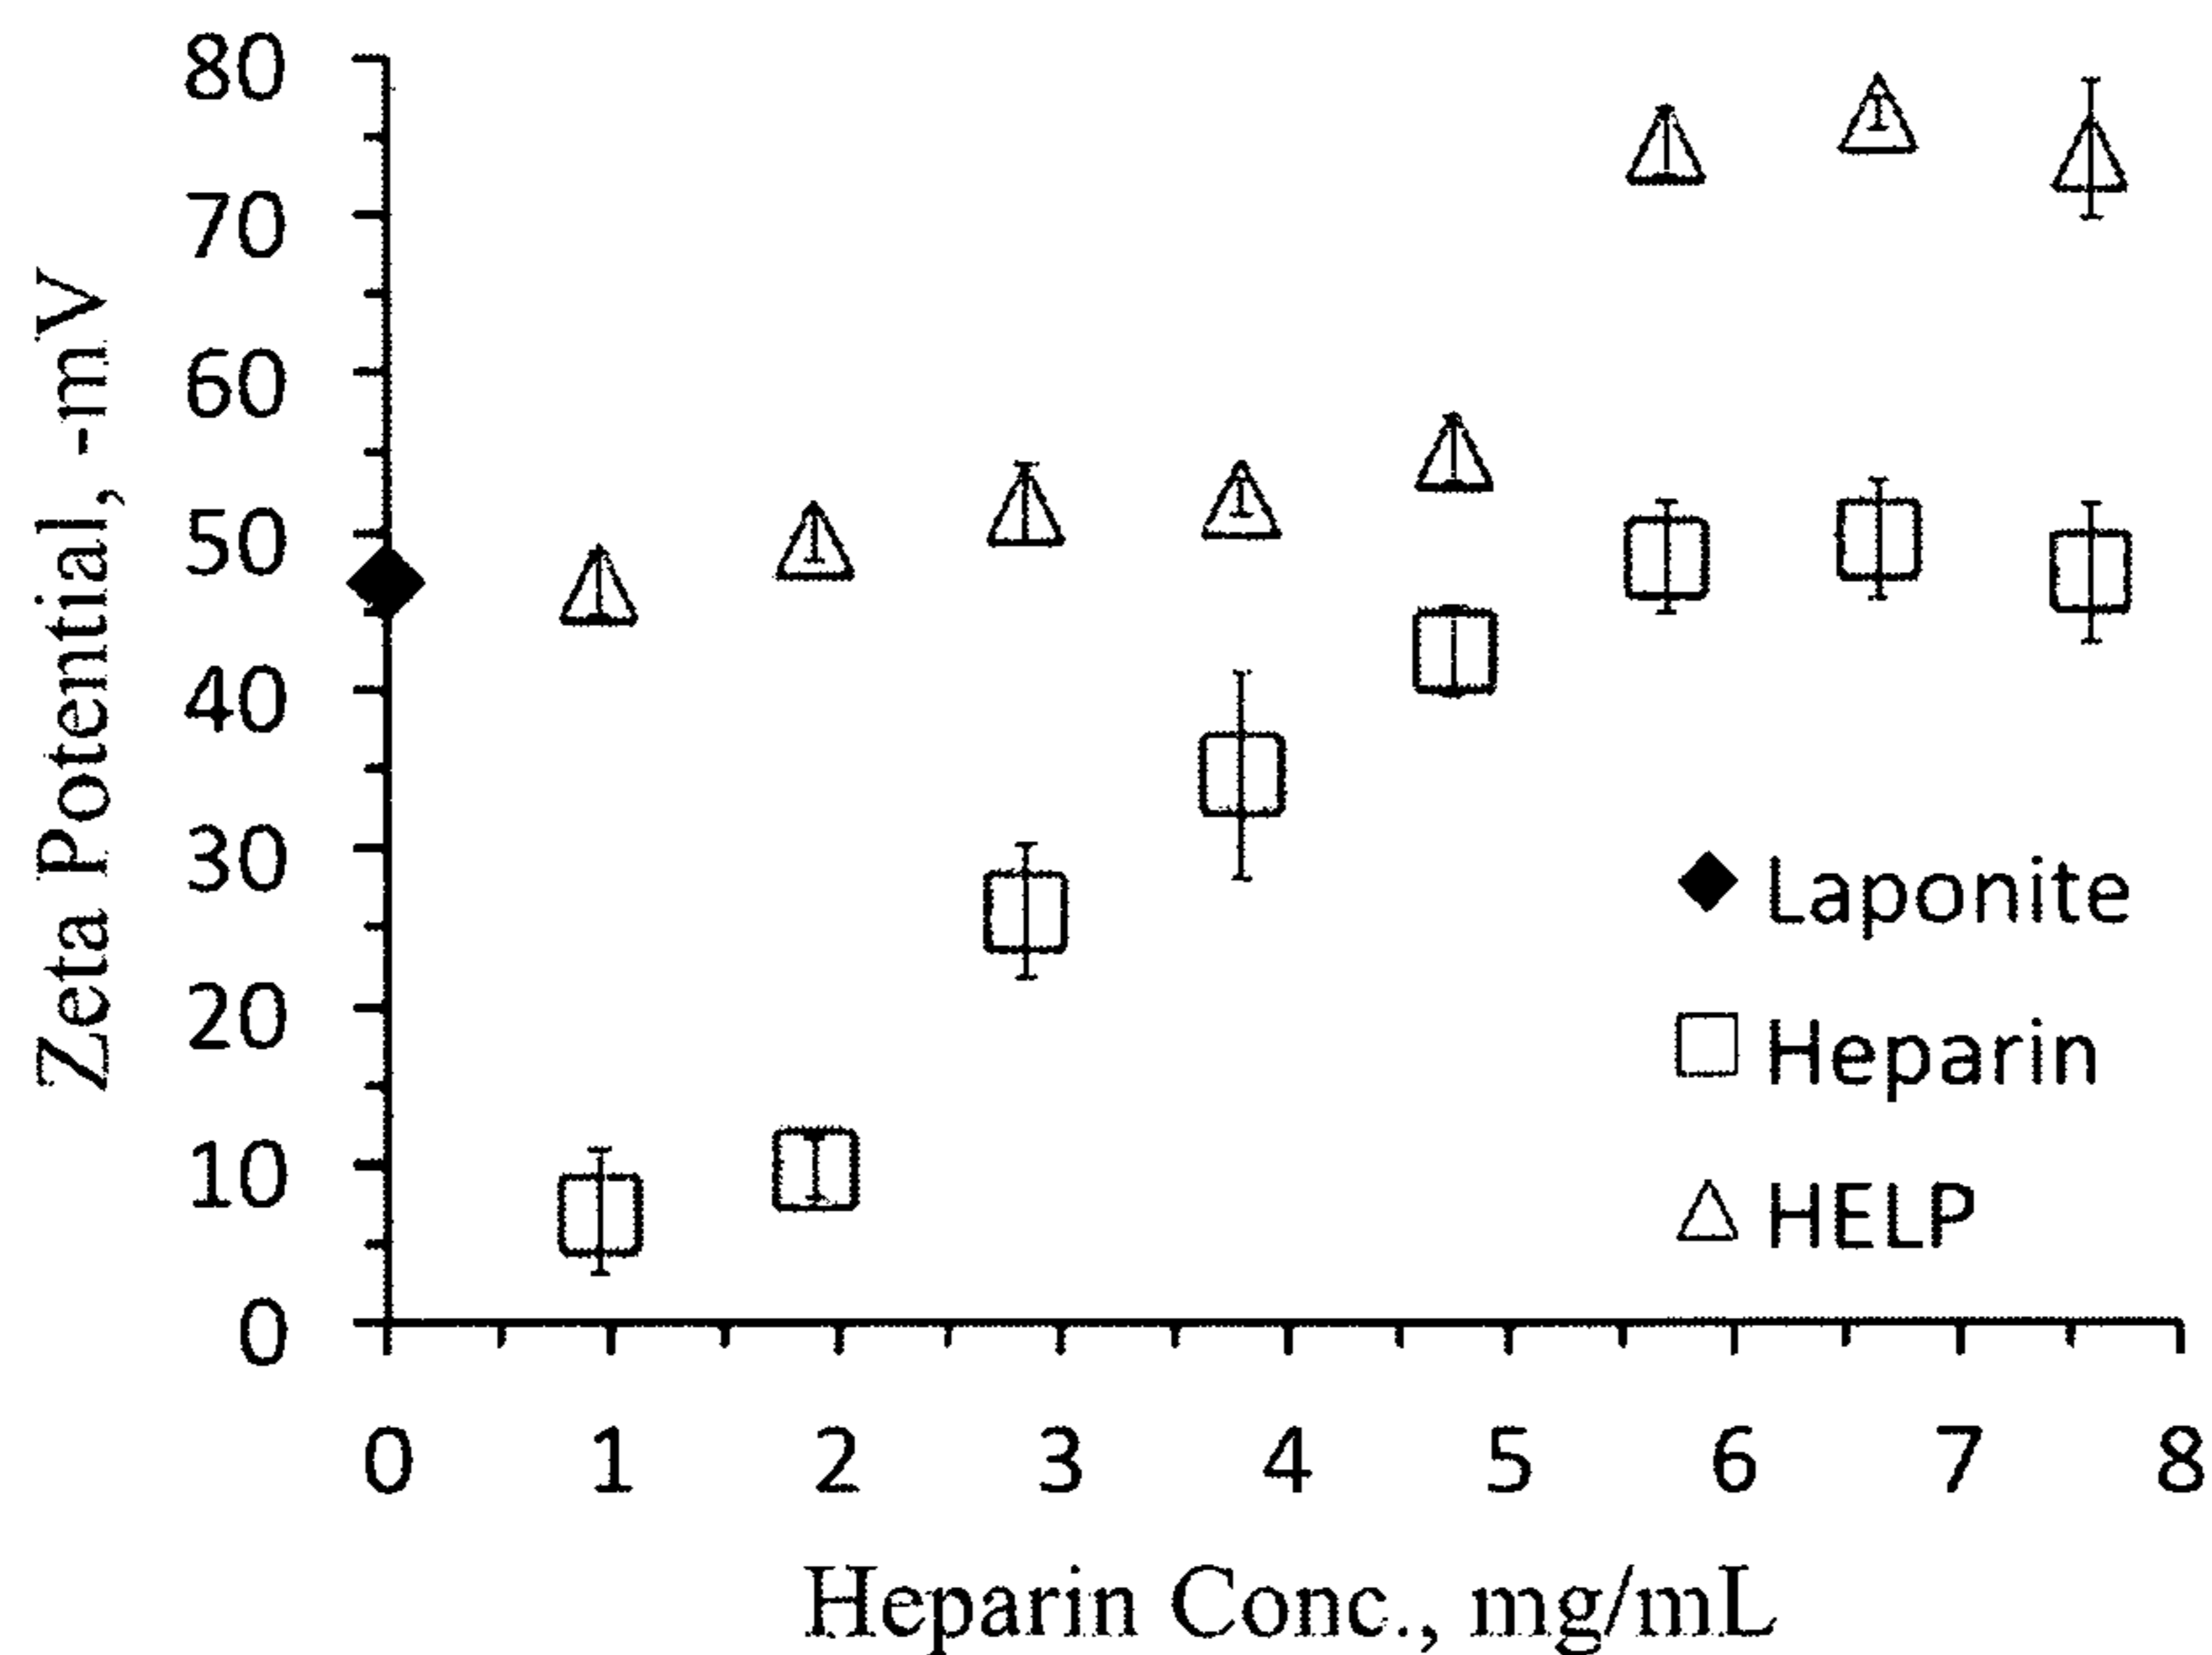 Zeta Potential, -mV
80
70
60
50
40
30
20
10
0
0 1 2 3 4 5 6 7 8
Heparin Conc., mg/mL
Laponite
Heparin
HELP